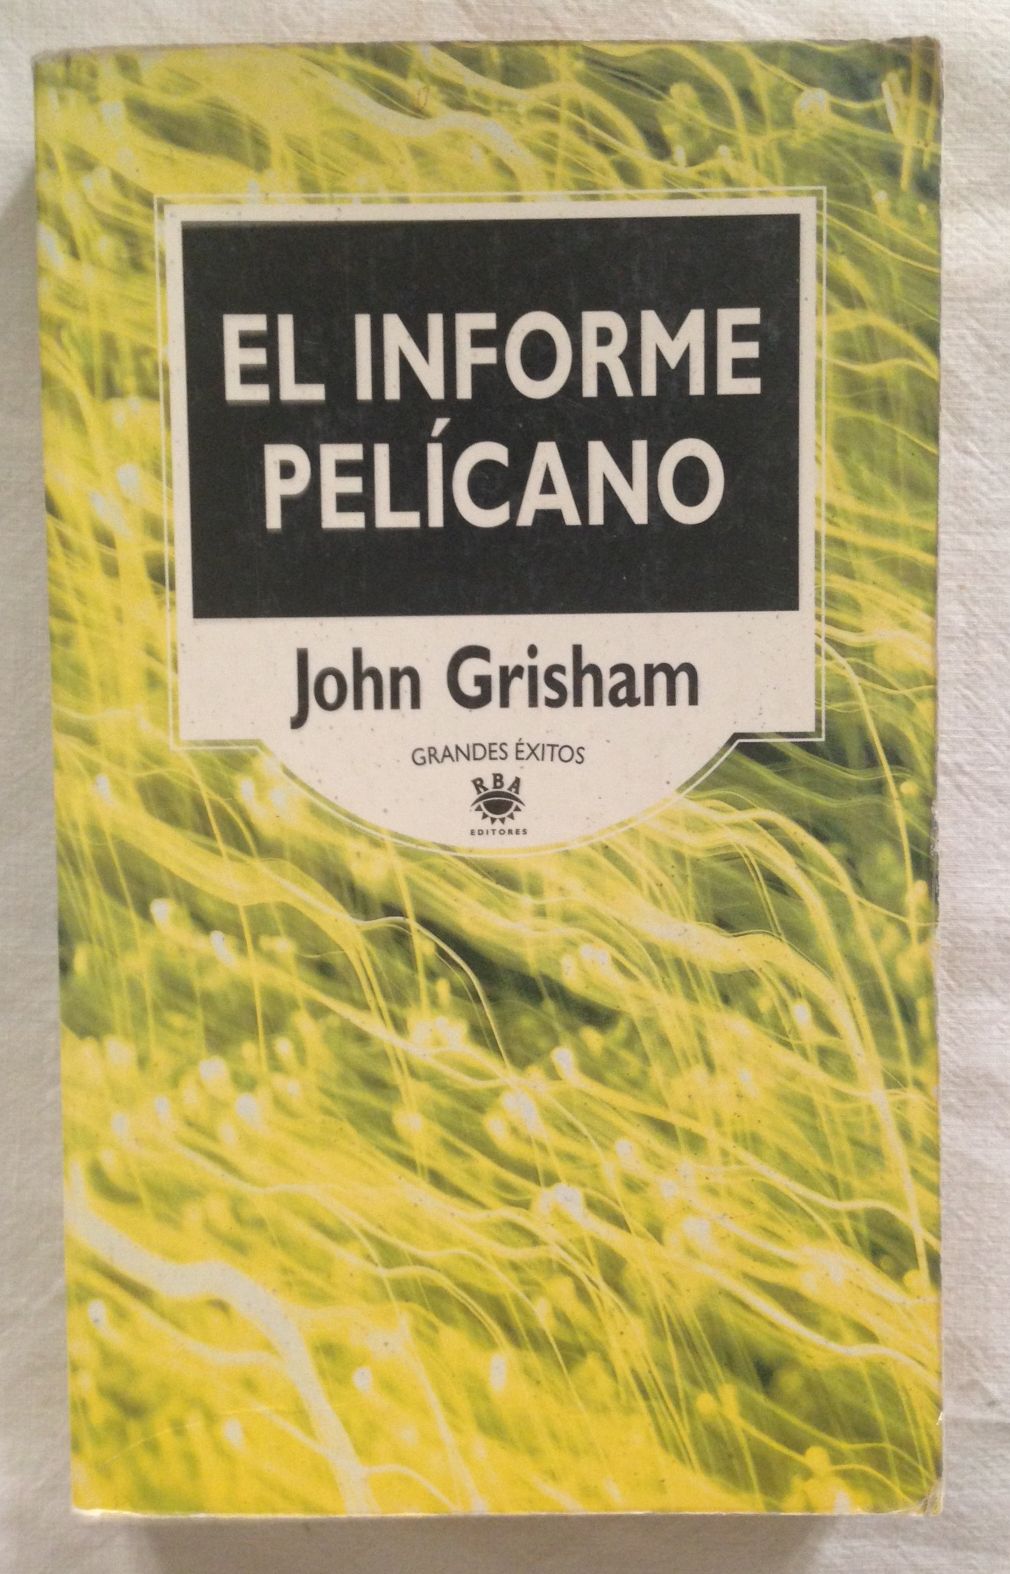 EL INFORME
PELÍCANO
John Grisham
GRANDES ÉXITOS
RBA
EDITORES